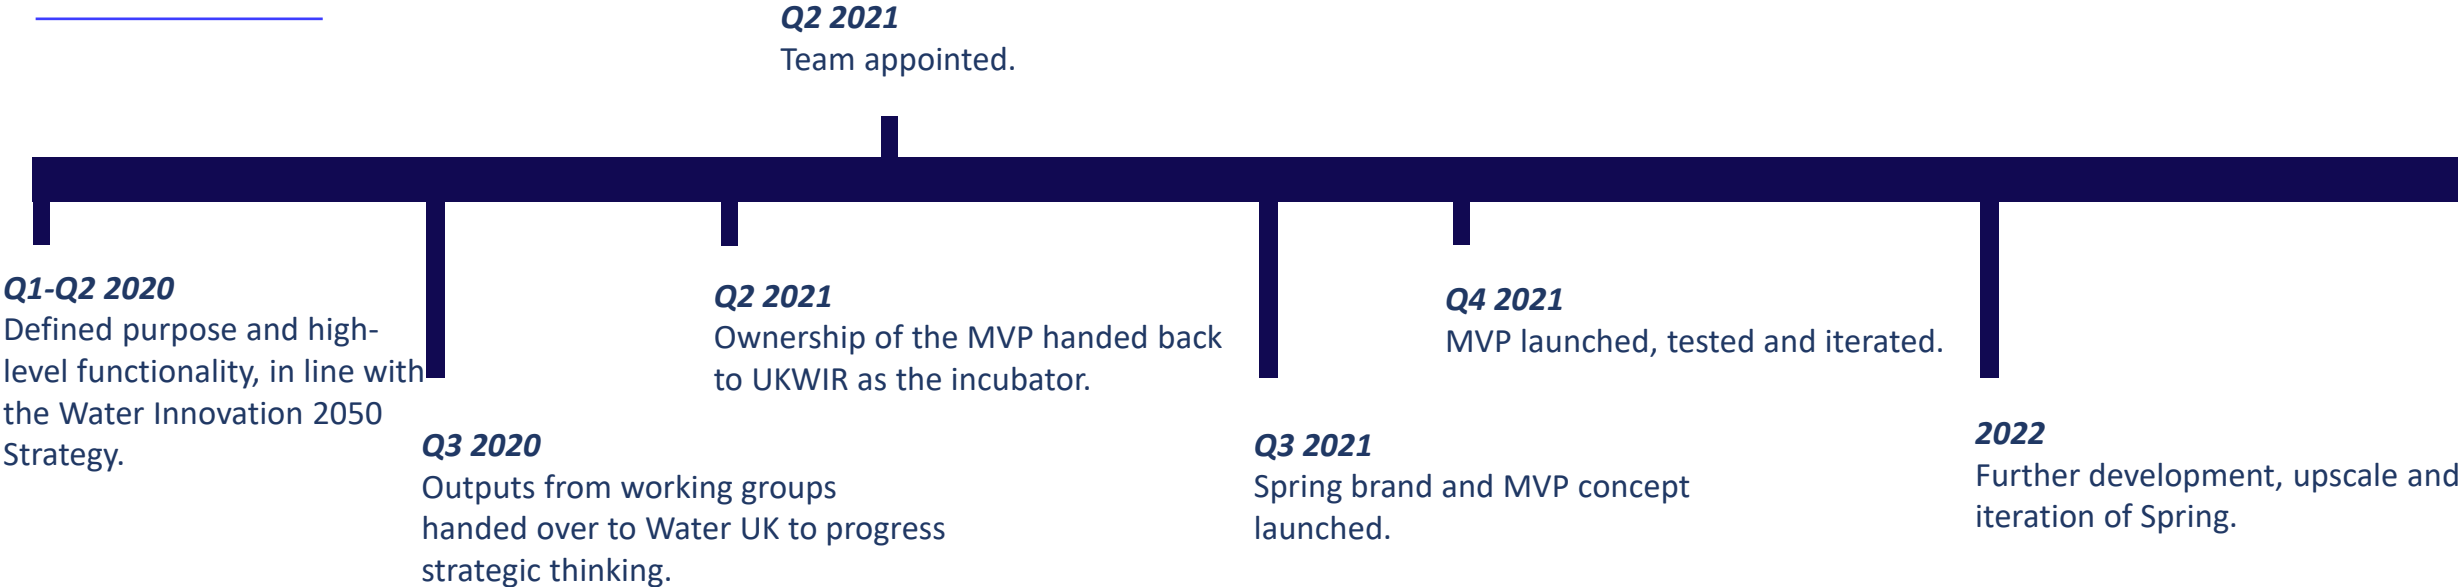 Q2 2021
Team appointed.
Q1-Q2 2020
Defined purpose and high-
level functionality, in line with
the Water Innovation 2050
Strategy.
Q3 2020
Outputs from working groups
handed over to Water UK to progress
strategic thinking.
Q2 2021
Ownership of the MVP handed back
to UKWIR as the incubator.
Q3 2021
Spring brand and MVP concept
launched.
Q4 2021
MVP launched, tested and iterated.
2022
Further development, upscale and
iteration of Spring.